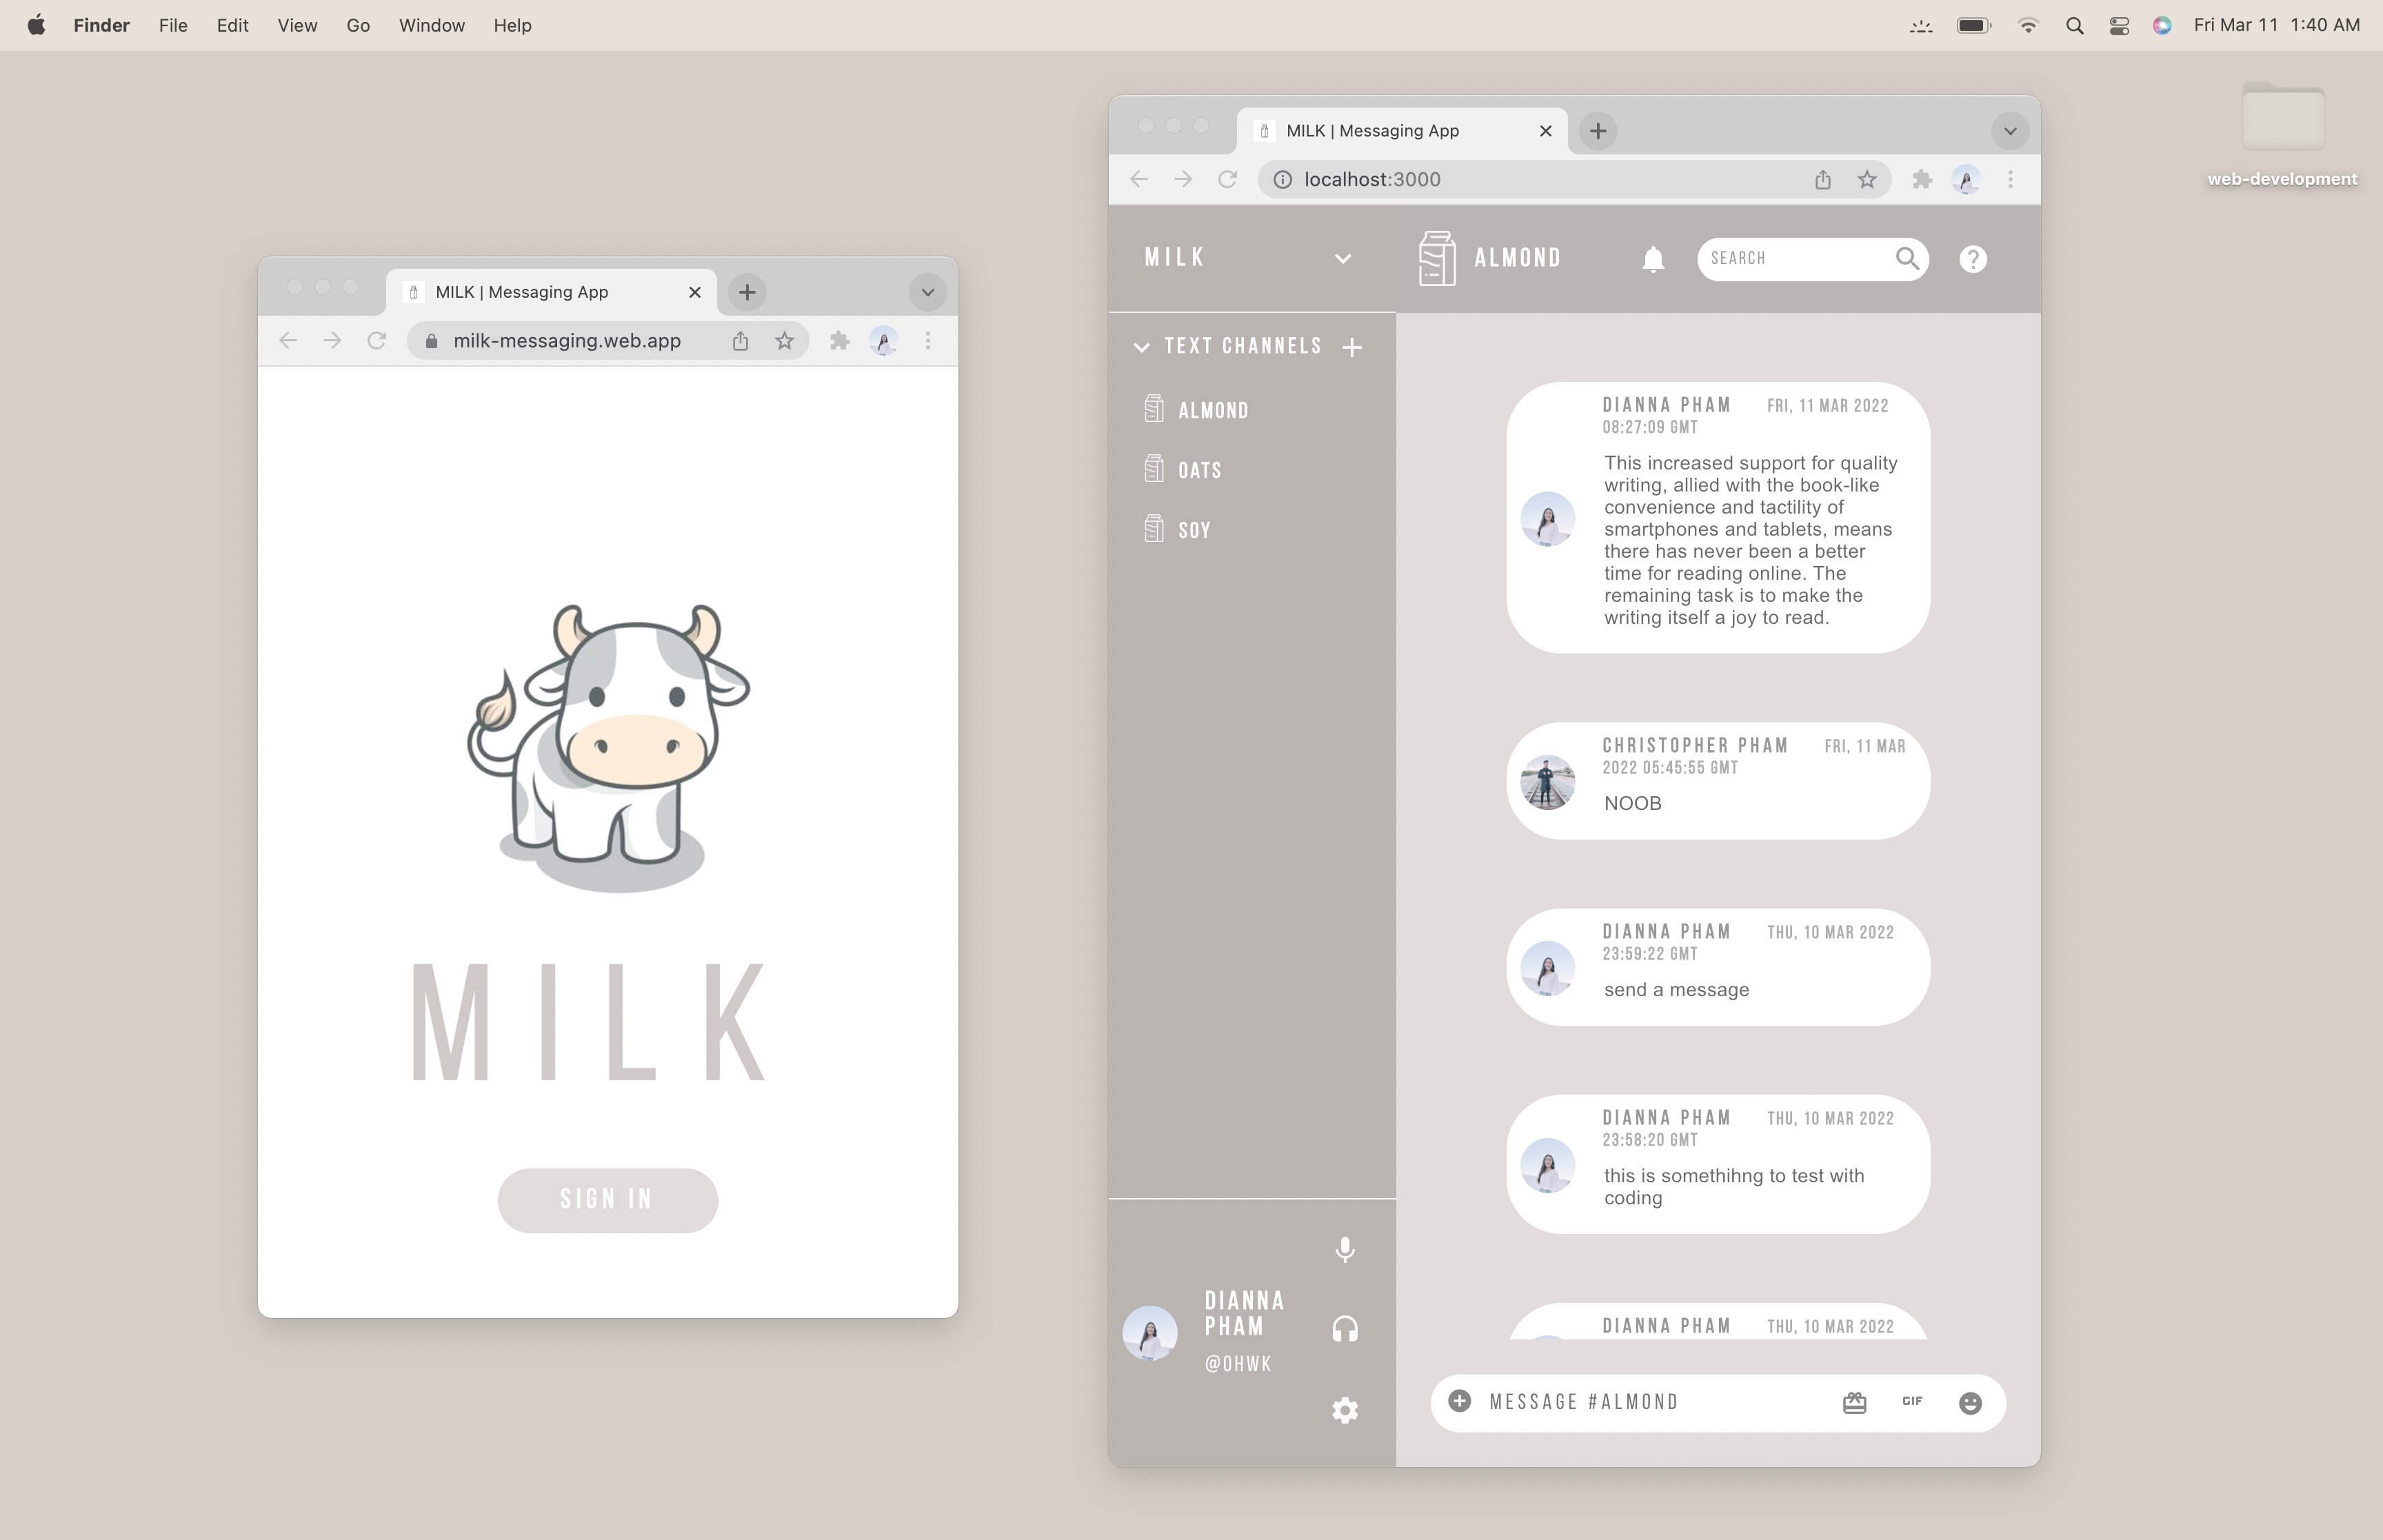 Finder File Edit View Go Window Help Fri Mar 11 1:40 AM
web-development
MILK | Messaging App
milk-messaging.web.app
MILK
SIGN IN
MILK | Messaging App
localhost:3000
MILK
ALMOND
SEARCH
TEXT CHANNELS
ALMOND
OATS
SOY
DIANNA
PHAM
@OHWK
DIANNA PHAM FRI, 11 MAR 2022
08:27:09 GMT
This increased support for quality
writing, allied with the book-like
convenience and tactility of
smartphones and tablets, means
there has never been a better
time for reading online. The
remaining task is to make the
writing itself a joy to read.
CHRISTOPHER PHAM FRI, 11 MAR
2022 05:45:55 GMT
NOOB
DIANNA PHAM THU, 10 MAR 2022
23:59:22 GMT
send a message
DIANNA PHAM THU, 10 MAR 2022
23:58:20 GMT
this is somethihng to test with
coding
DIANNA PHAM THU, 10 MAR 2022
MESSAGE #ALMOND
GIF